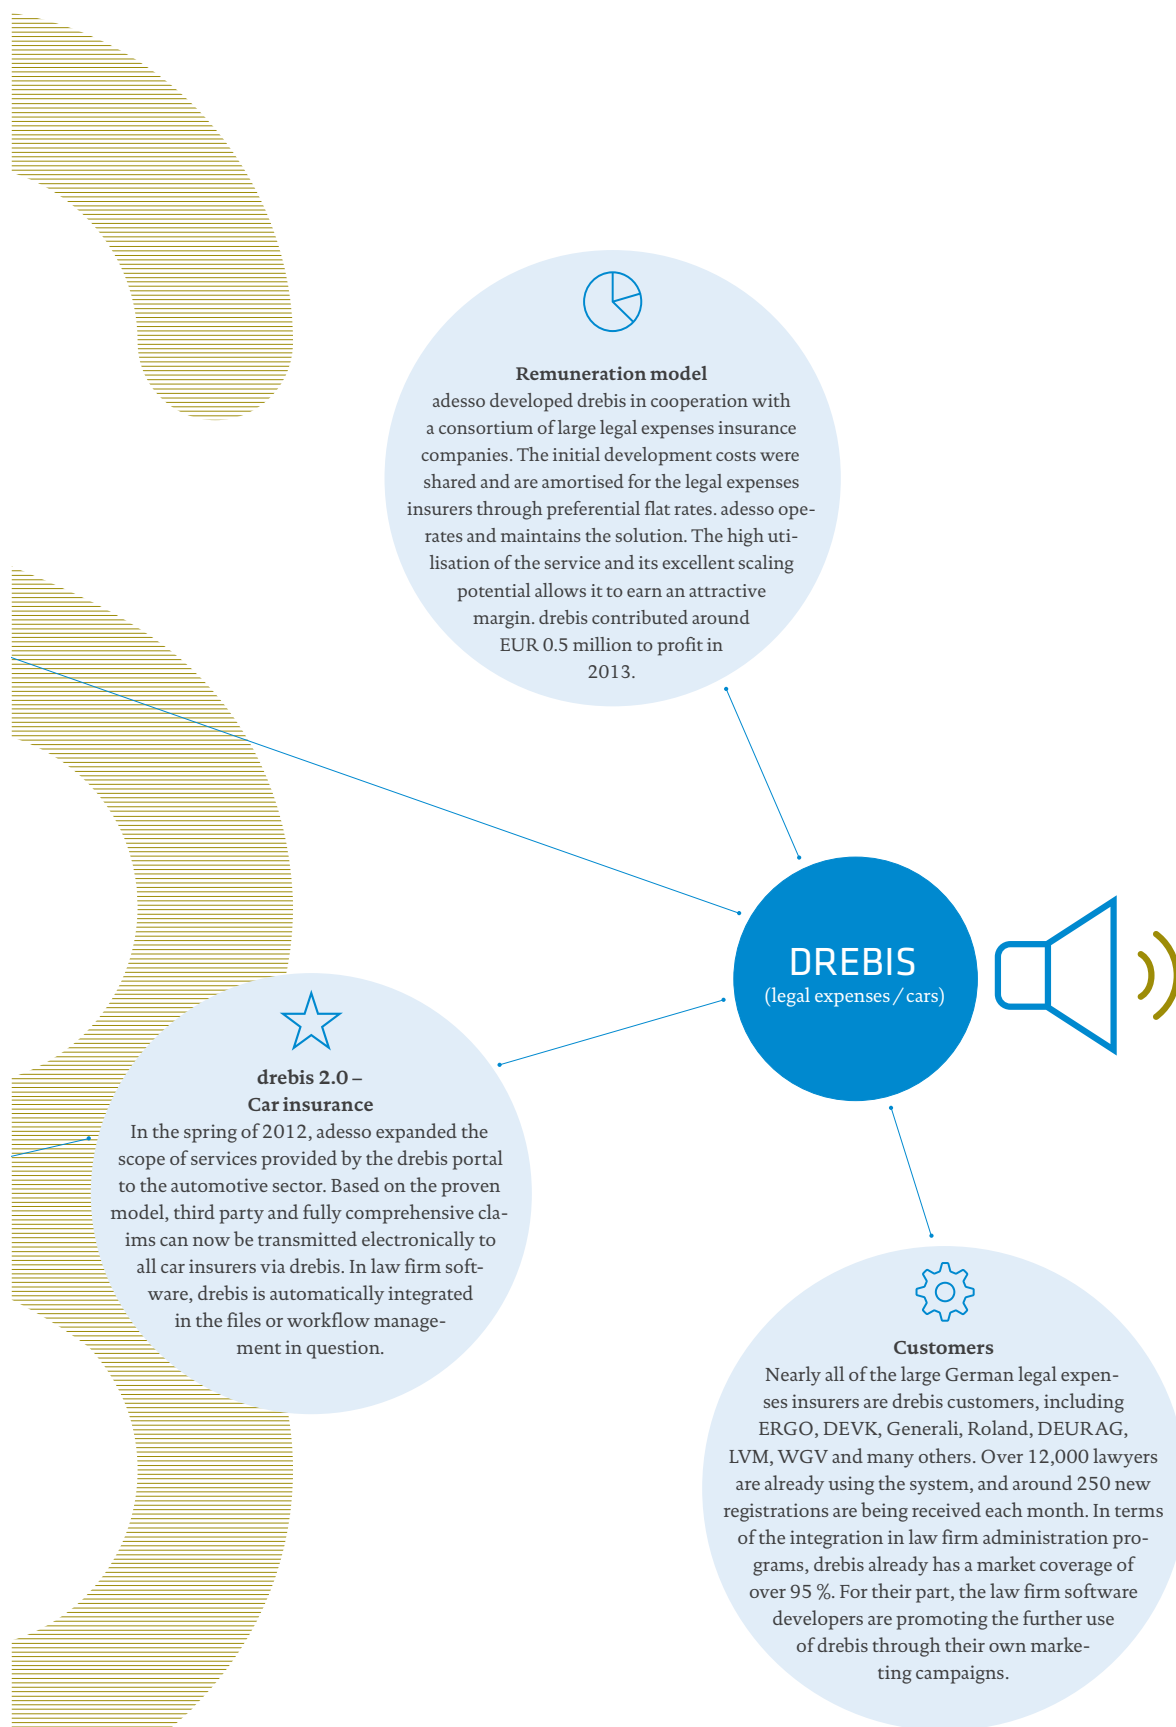 Remuneration model
adesso developed drebis in cooperation with
a consortium of large legal expenses insurance
companies. The initial development costs were
shared and are amortised for the legal expenses
insurers through preferential flat rates. adesso ope-
rates and maintains the solution. The high uti-
lisation of the service and its excellent scaling
potential allows it to earn an attractive
margin. drebis contributed around
EUR 0.5 million to profit in
2013.
DREBIS
(legal expenses / cars)
drebis 2.0 –
Car insurance
In the spring of 2012, adesso expanded the
scope of services provided by the drebis portal
to the automotive sector. Based on the proven
model, third party and fully comprehensive cla-
ims can now be transmitted electronically to
all car insurers via drebis. In law firm soft-
ware, drebis is automatically integrated
in the files or workflow manage-
ment in question.
Customers
Nearly all of the large German legal expen-
ses insurers are drebis customers, including
ERGO, DEVK, Generali, Roland, DEURAG,
LVM, WGV and many others. Over 12,000 lawyers
are already using the system, and around 250 new
registrations are being received each month. In terms
of the integration in law firm administration pro-
grams, drebis already has a market coverage of
over 95 %. For their part, the law firm software
developers are promoting the further use
of drebis through their own marke-
ting campaigns.